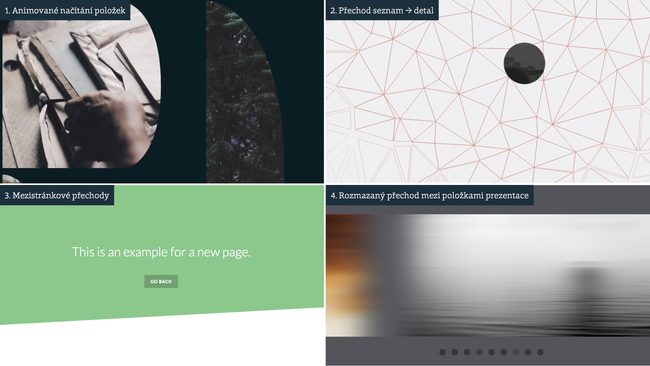 1. Animované načítání položek
2. Přechod seznam → detail
3. Mezistránkové přechody
This is an example for a new page.
GO BACK
4. Rozmazaný přechod mezi položkami prezentace